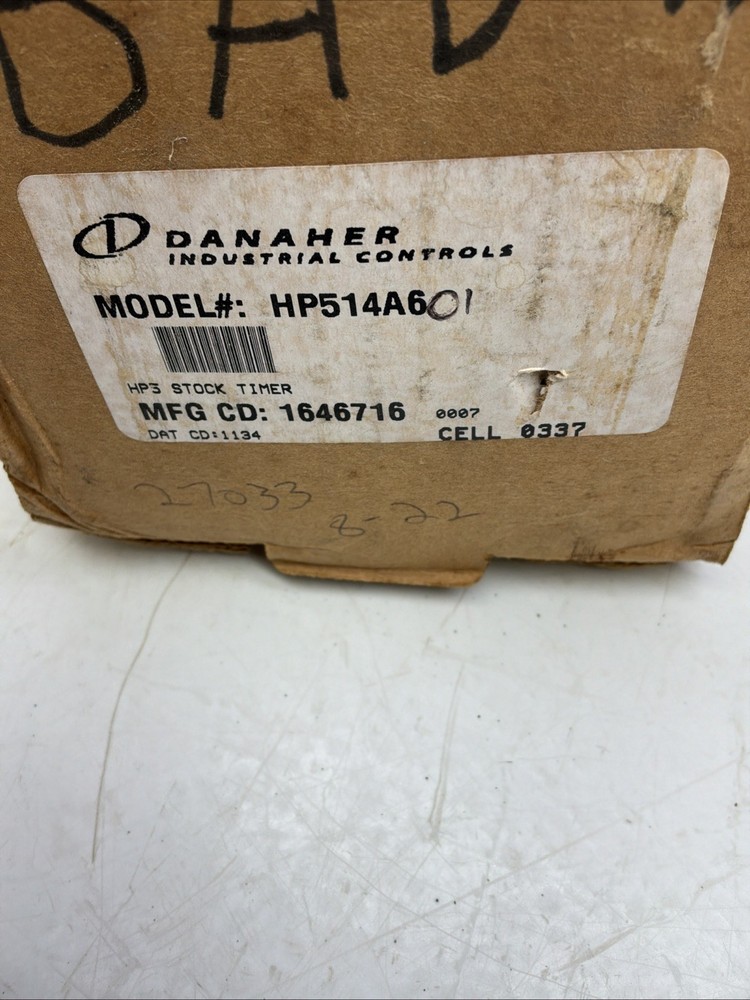 DANAHER
INDUSTRIAL CONTROLS
MODEL#: HP514A601
HP5 STOCK TIMER
MFG CD: 1646716 0007
DAT CD:1134 CELL 0337
27033
8-22